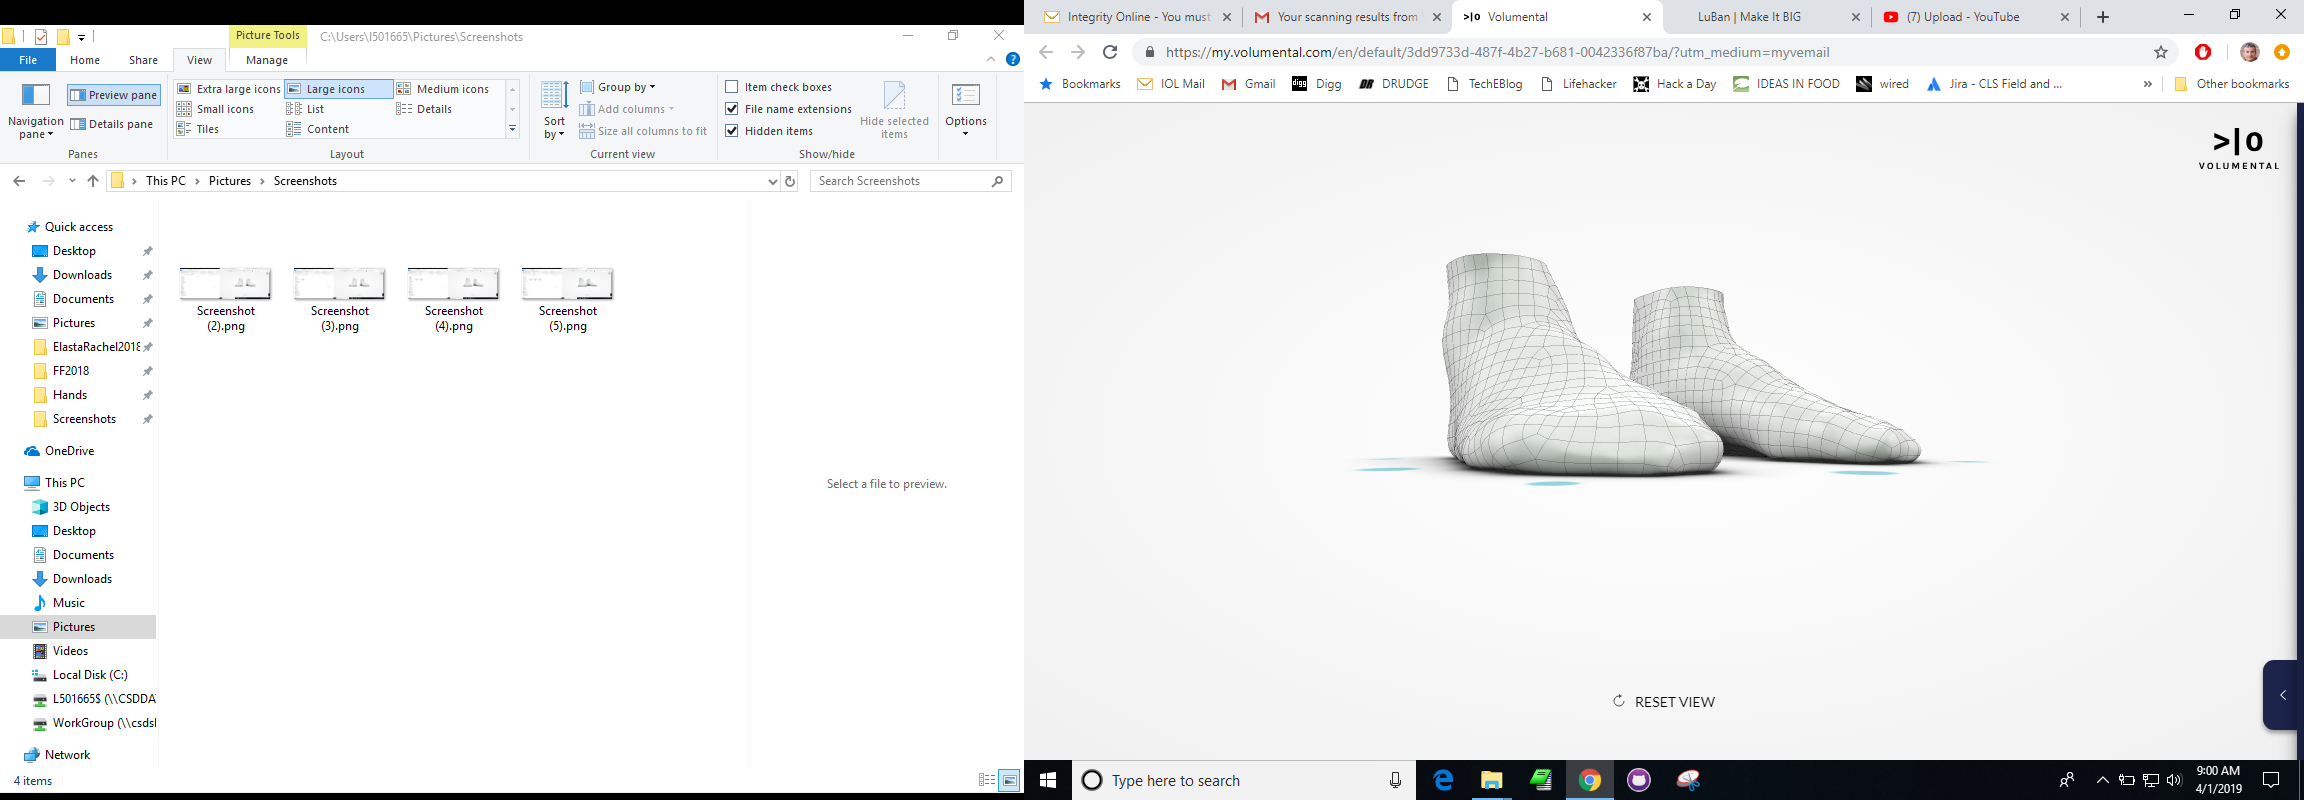 Picture Tools
C:\Users\I501665\Pictures\Screenshots
File
Home
Share
View
Manage
Navigation pane
Preview pane
Details pane
Panes
Extra large icons
Large icons
Medium icons
Small icons
List
Details
Tiles
Content
Layout
Sort by
Group by
Add columns
Size all columns to fit
Current view
Item check boxes
File name extensions
Hidden items
Hide selected items
Show/hide
Options
This PC > Pictures > Screenshots
Search Screenshots
Quick access
Desktop
Downloads
Documents
Pictures
ElastaRachel2018
FF2018
Hands
Screenshots
OneDrive
This PC
3D Objects
Desktop
Documents
Downloads
Music
Pictures
Videos
Local Disk (C:)
L501665$ (\\CSDDA
WorkGroup (\\csdsl
Network
Screenshot (2).png
Screenshot (3).png
Screenshot (4).png
Screenshot (5).png
Select a file to preview.
4 items
Integrity Online - You must
Your scanning results from
>|o Volumental
LuBan | Make It BIG
(7) Upload - YouTube
https://my.volumental.com/en/default/3dd9733d-487f-4b27-b681-0042336f87ba/?utm_medium=myvemail
Bookmarks
IOL Mail
Gmail
digg Digg
DR DRUDGE
TechEBlog
Lifehacker
Hack a Day
IDEAS IN FOOD
wired
Jira - CLS Field and ...
»
Other bookmarks
>|o
VOLUMENTAL
RESET VIEW
Type here to search
9:00 AM
4/1/2019